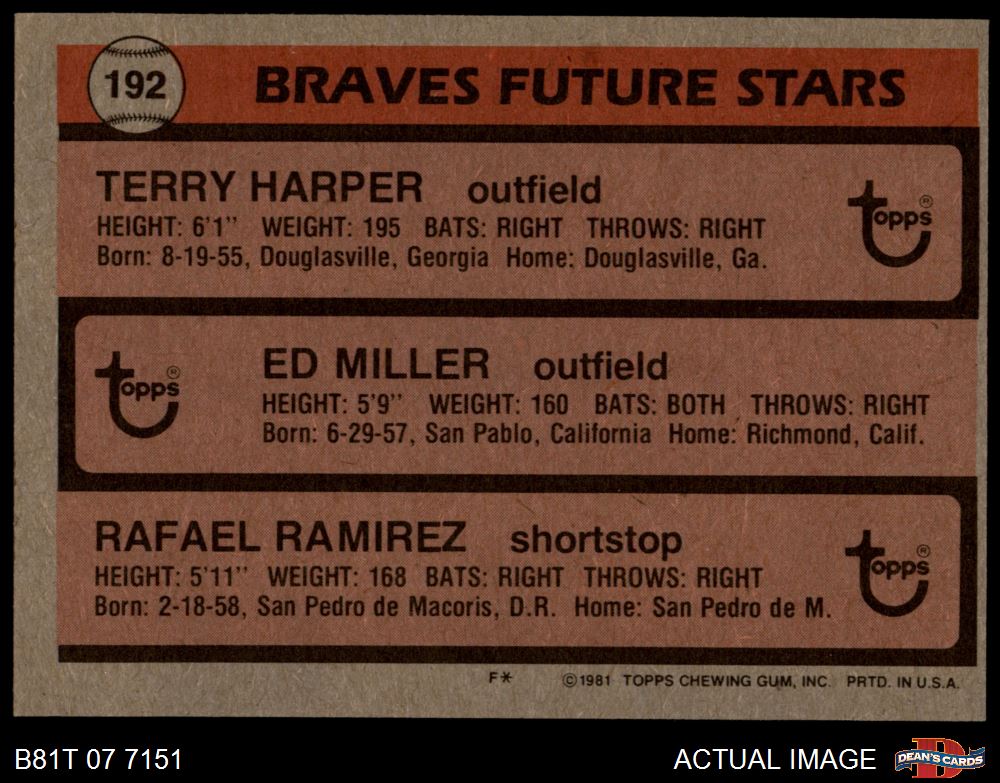 192 BRAVES FUTURE STARS
TERRY HARPER outfield
HEIGHT: 6'1" WEIGHT: 195 BATS: RIGHT THROWS: RIGHT
Born: 8-19-55, Douglasville, Georgia Home: Douglasville, Ga.
topps®
ED MILLER outfield
HEIGHT: 5'9" WEIGHT: 160 BATS: BOTH THROWS: RIGHT
Born: 6-29-57, San Pablo, California Home: Richmond, Calif.
topps®
RAFAEL RAMIREZ shortstop
HEIGHT: 5'11" WEIGHT: 168 BATS: RIGHT THROWS: RIGHT
Born: 2-18-58, San Pedro de Macoris, D.R. Home: San Pedro de M.
topps®
F* ©1981 TOPPS CHEWING GUM, INC. PRTD. IN U.S.A.
B81T 07 7151 ACTUAL IMAGE D DEAN'S CARDS